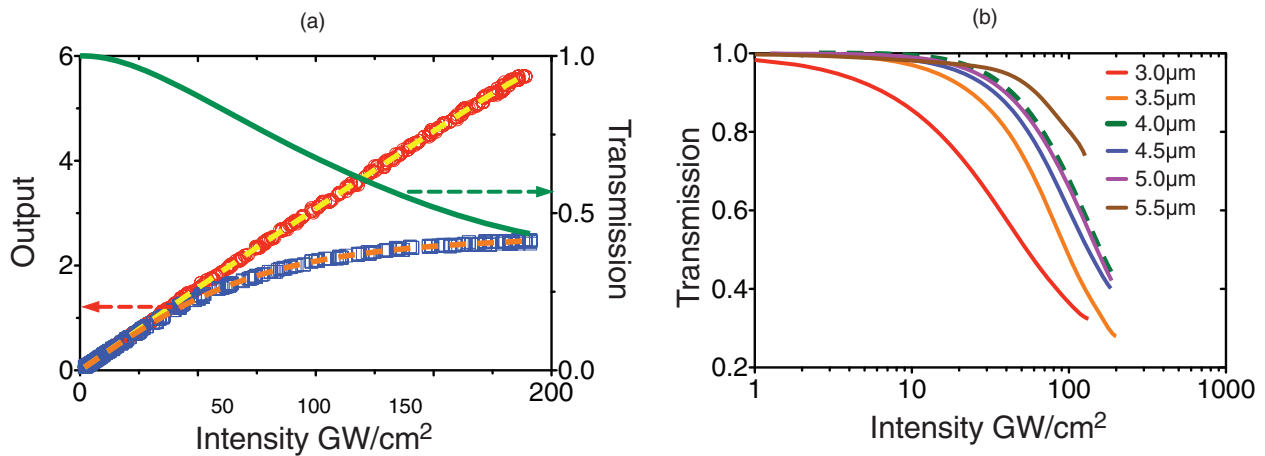 (a)
6
4
2
0
Output
1.0
0.5
0.0
Transmission
0
50
100
150
200
Intensity GW/cm²
(b)
1.0
0.8
0.6
0.4
0.2
Transmission
3.0µm
3.5µm
4.0µm
4.5µm
5.0µm
5.5µm
1
10
100
1000
Intensity GW/cm²